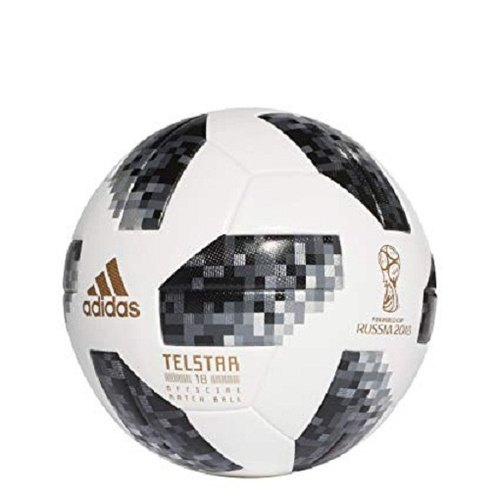 adidas
TELSTAR
18
OFFICIAL
MATCH BALL
FIFA WORLD CUP
RUSSIA 2018